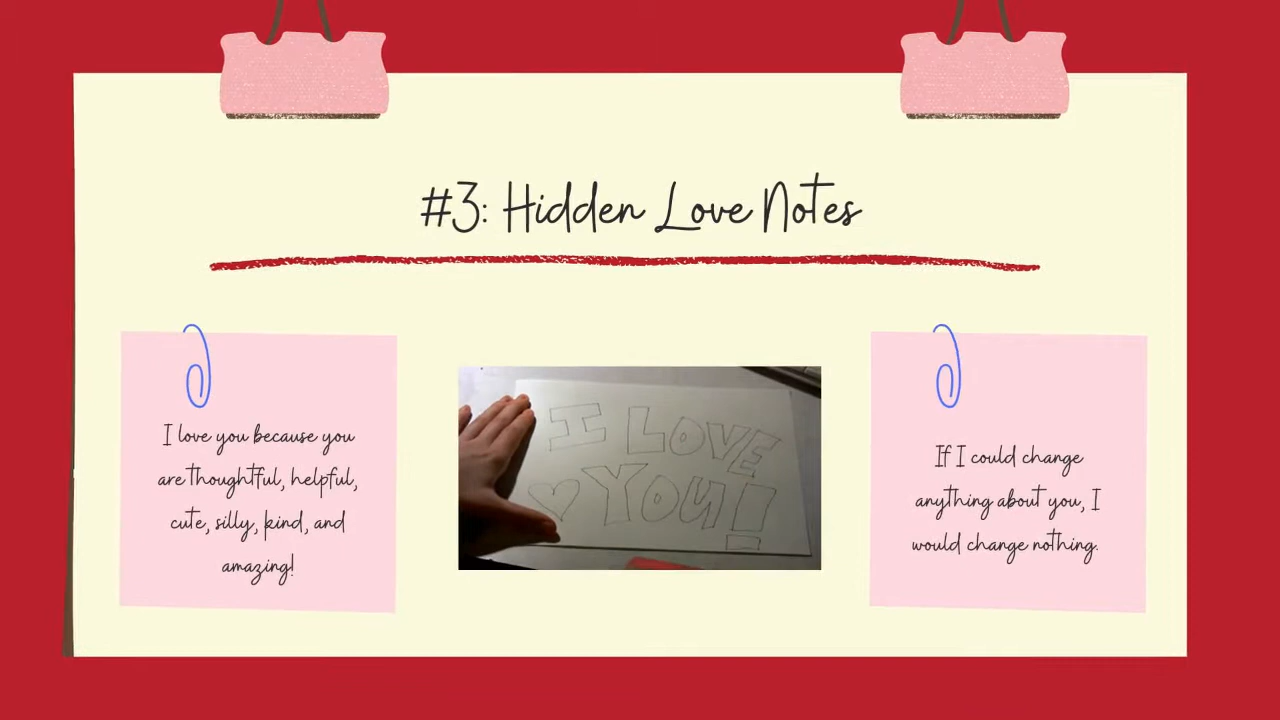 #3: Hidden Love Notes
I love you because you
are thoughtful, helpful,
cute, silly, kind, and
amazing!
I LOVE
YOU!
If I could change
anything about you, I
would change nothing.